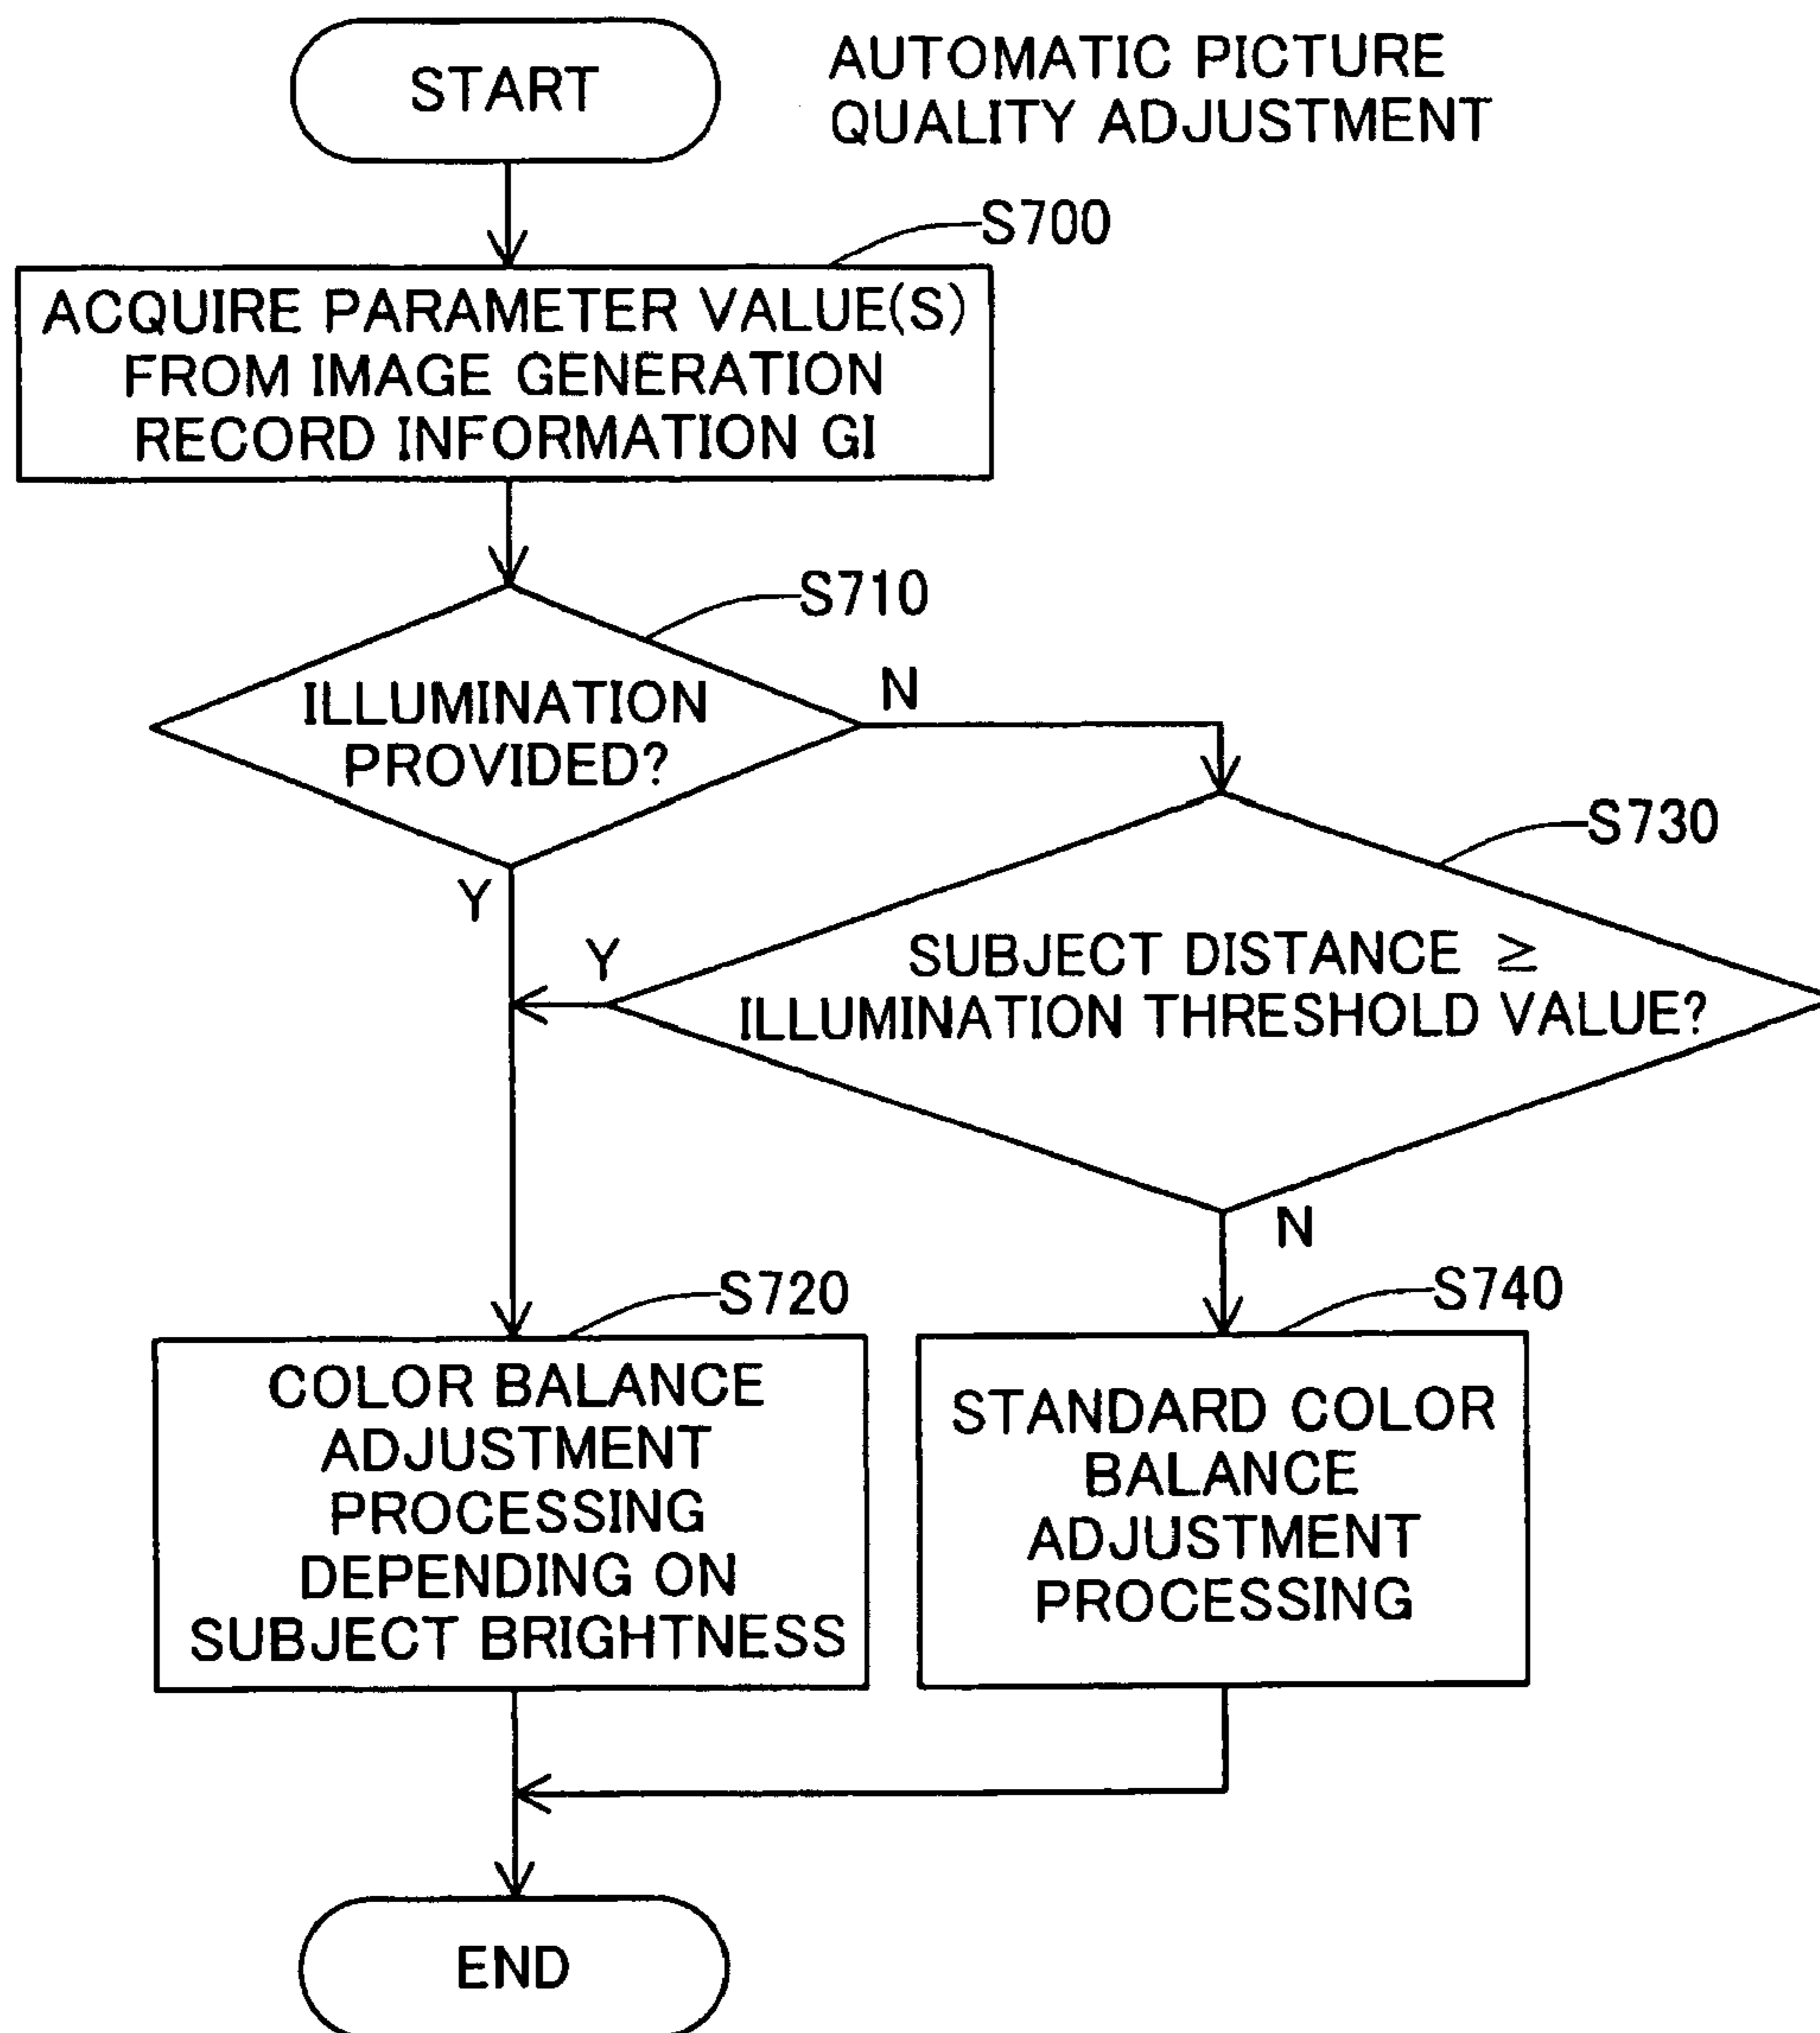 START
AUTOMATIC PICTURE
QUALITY ADJUSTMENT
S700
ACQUIRE PARAMETER VALUE(S)
FROM IMAGE GENERATION
RECORD INFORMATION GI
S710
ILLUMINATION
PROVIDED?
N
Y
S730
SUBJECT DISTANCE ≥
ILLUMINATION THRESHOLD VALUE?
Y
N
S720
COLOR BALANCE
ADJUSTMENT
PROCESSING
DEPENDING ON
SUBJECT BRIGHTNESS
S740
STANDARD COLOR
BALANCE
ADJUSTMENT
PROCESSING
END